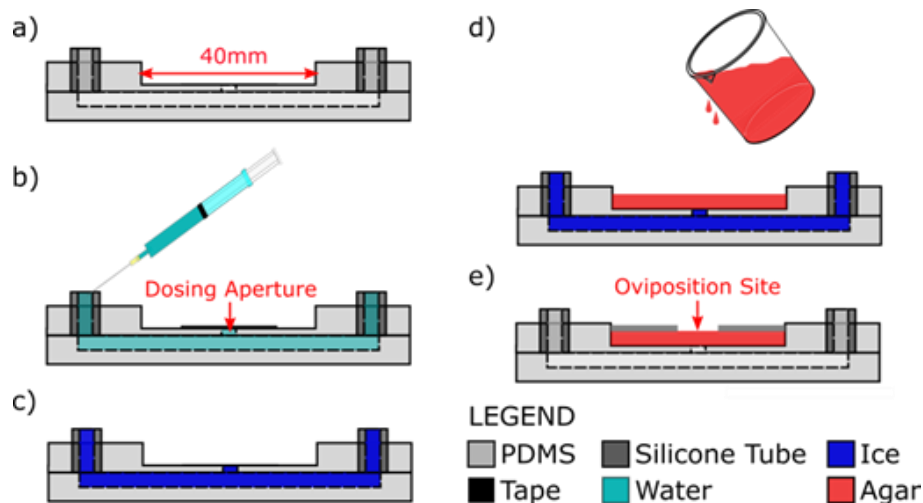 a)
40mm
b)
Dosing Aperture
c)
d)
e)
Oviposition Site
LEGEND
PDMS Silicone Tube Ice
Tape Water Agar